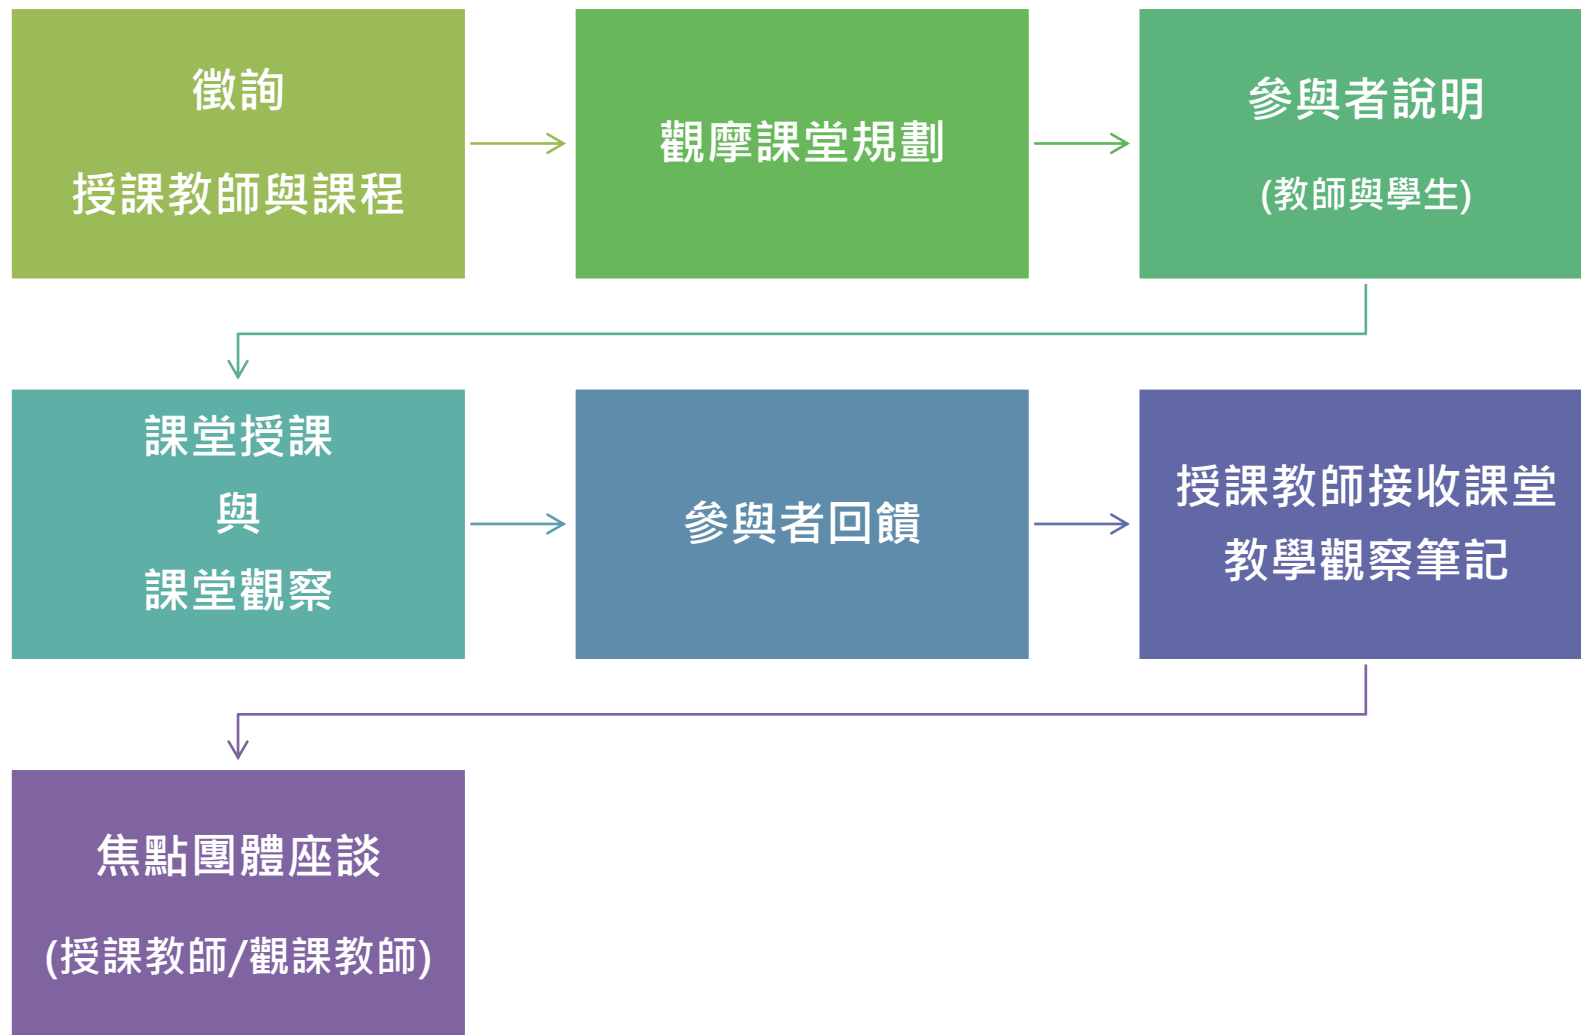 徵詢
授課教師與課程
觀摩課堂規劃
參與者說明
(教師與學生)
課堂授課
與
課堂觀察
參與者回饋
授課教師接收課堂
教學觀察筆記
焦點團體座談
(授課教師/觀課教師)